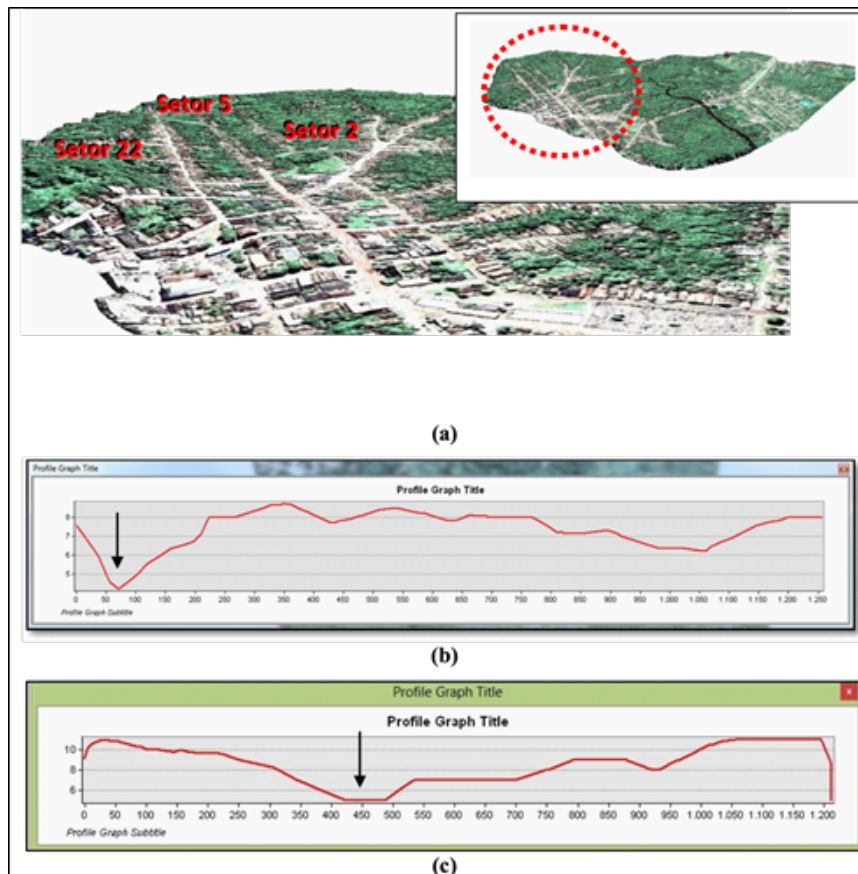 Setor 5
Setor 2
Setor 22
(a)
Profile Graph Title
x
Profile Graph Title
8
7
6
5
0 50 100 150 200 250 300 350 400 450 500 550 600 650 700 750 800 850 900 950 1.000 1.050 1.100 1.150 1.200 1.250
Profile Graph Subtitle
(b)
Profile Graph Title
x
Profile Graph Title
10
8
6
0 50 100 150 200 250 300 350 400 450 500 550 600 650 700 750 800 850 900 950 1.000 1.050 1.100 1.150 1.200
Profile Graph Subtitle
(c)